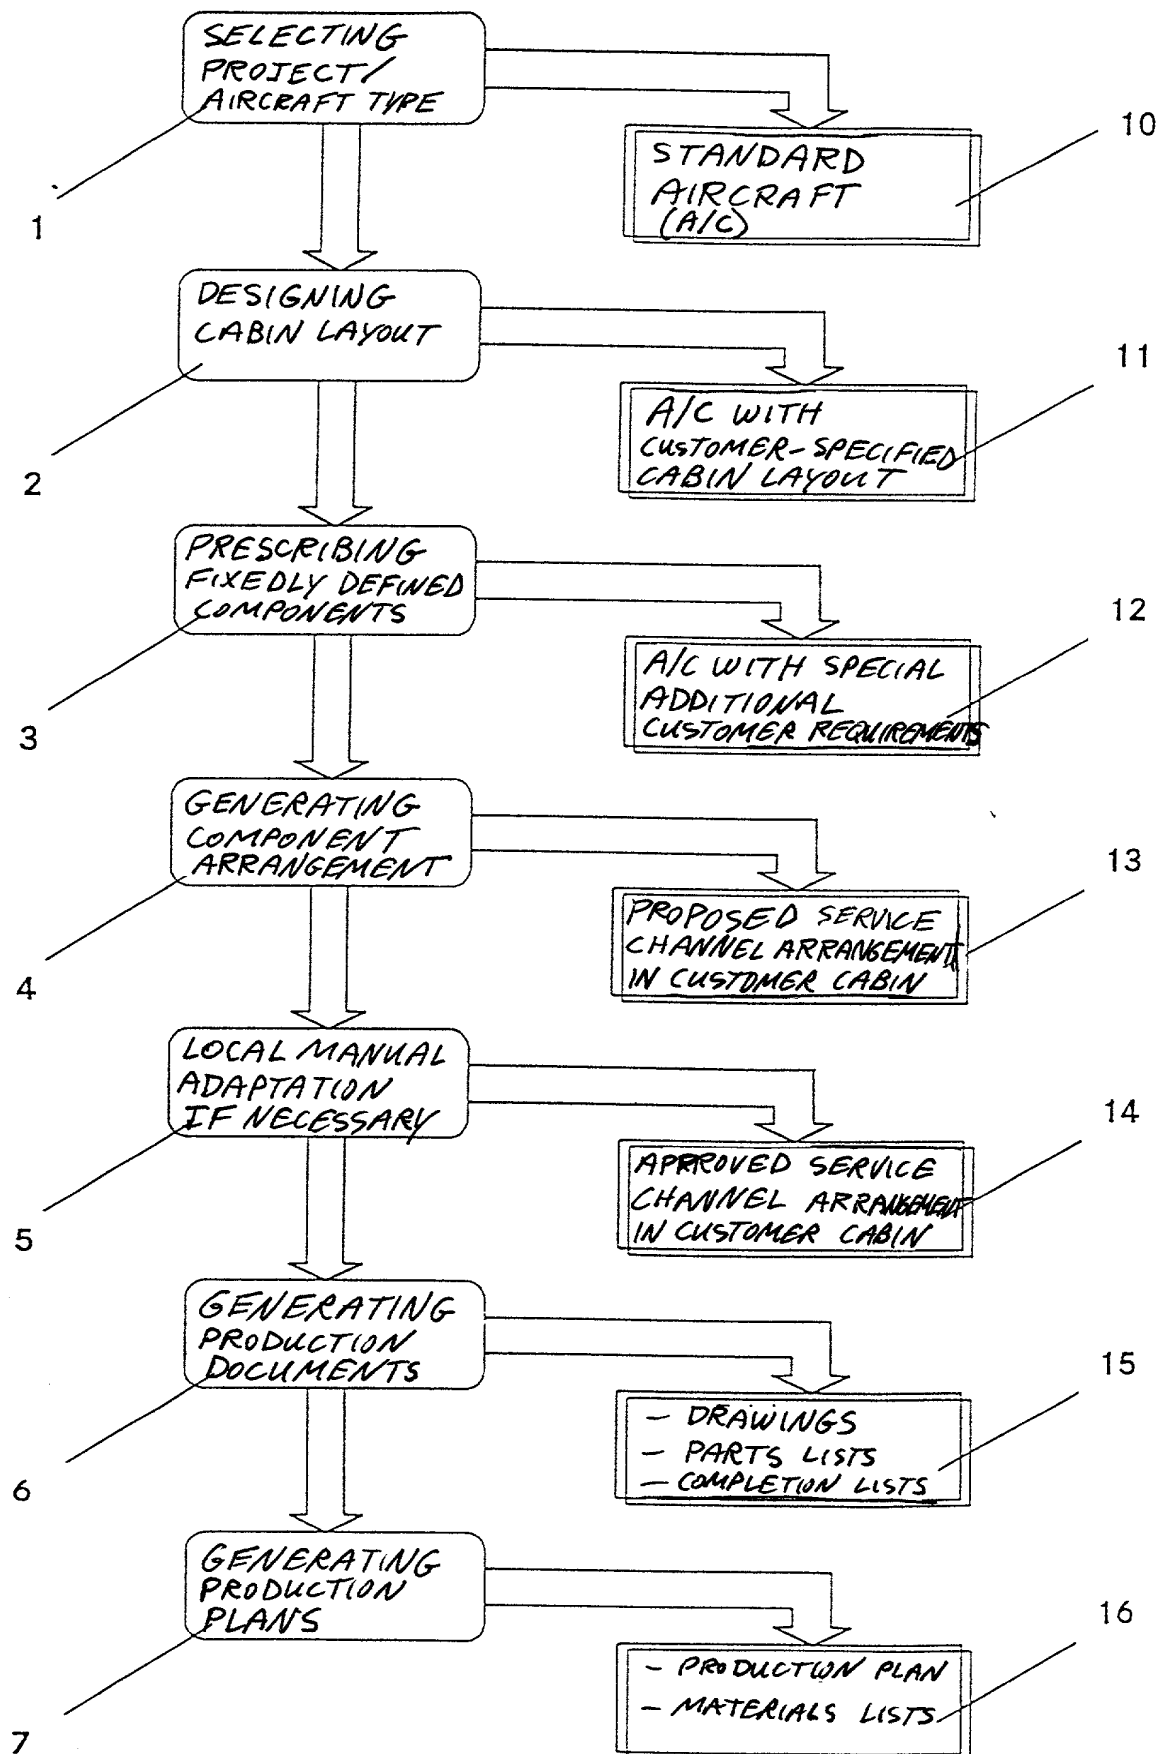 SELECTING
PROJECT/
AIRCRAFT TYPE
1
STANDARD
AIRCRAFT
(A/C)
10
DESIGNING
CABIN LAYOUT
2
A/C WITH
CUSTOMER-SPECIFIED
CABIN LAYOUT
11
PRESCRIBING
FIXEDLY DEFINED
COMPONENTS
3
A/C WITH SPECIAL
ADDITIONAL
CUSTOMER REQUIREMENTS
12
GENERATING
COMPONENT
ARRANGEMENT
4
PROPOSED SERVICE
CHANNEL ARRANGEMENT
IN CUSTOMER CABIN
13
LOCAL MANUAL
ADAPTATION
IF NECESSARY
5
APPROVED SERVICE
CHANNEL ARRANGEMENT
IN CUSTOMER CABIN
14
GENERATING
PRODUCTION
DOCUMENTS
6
- DRAWINGS
- PARTS LISTS
- COMPLETION LISTS
15
GENERATING
PRODUCTION
PLANS
7
- PRODUCTION PLAN
- MATERIALS LISTS
16